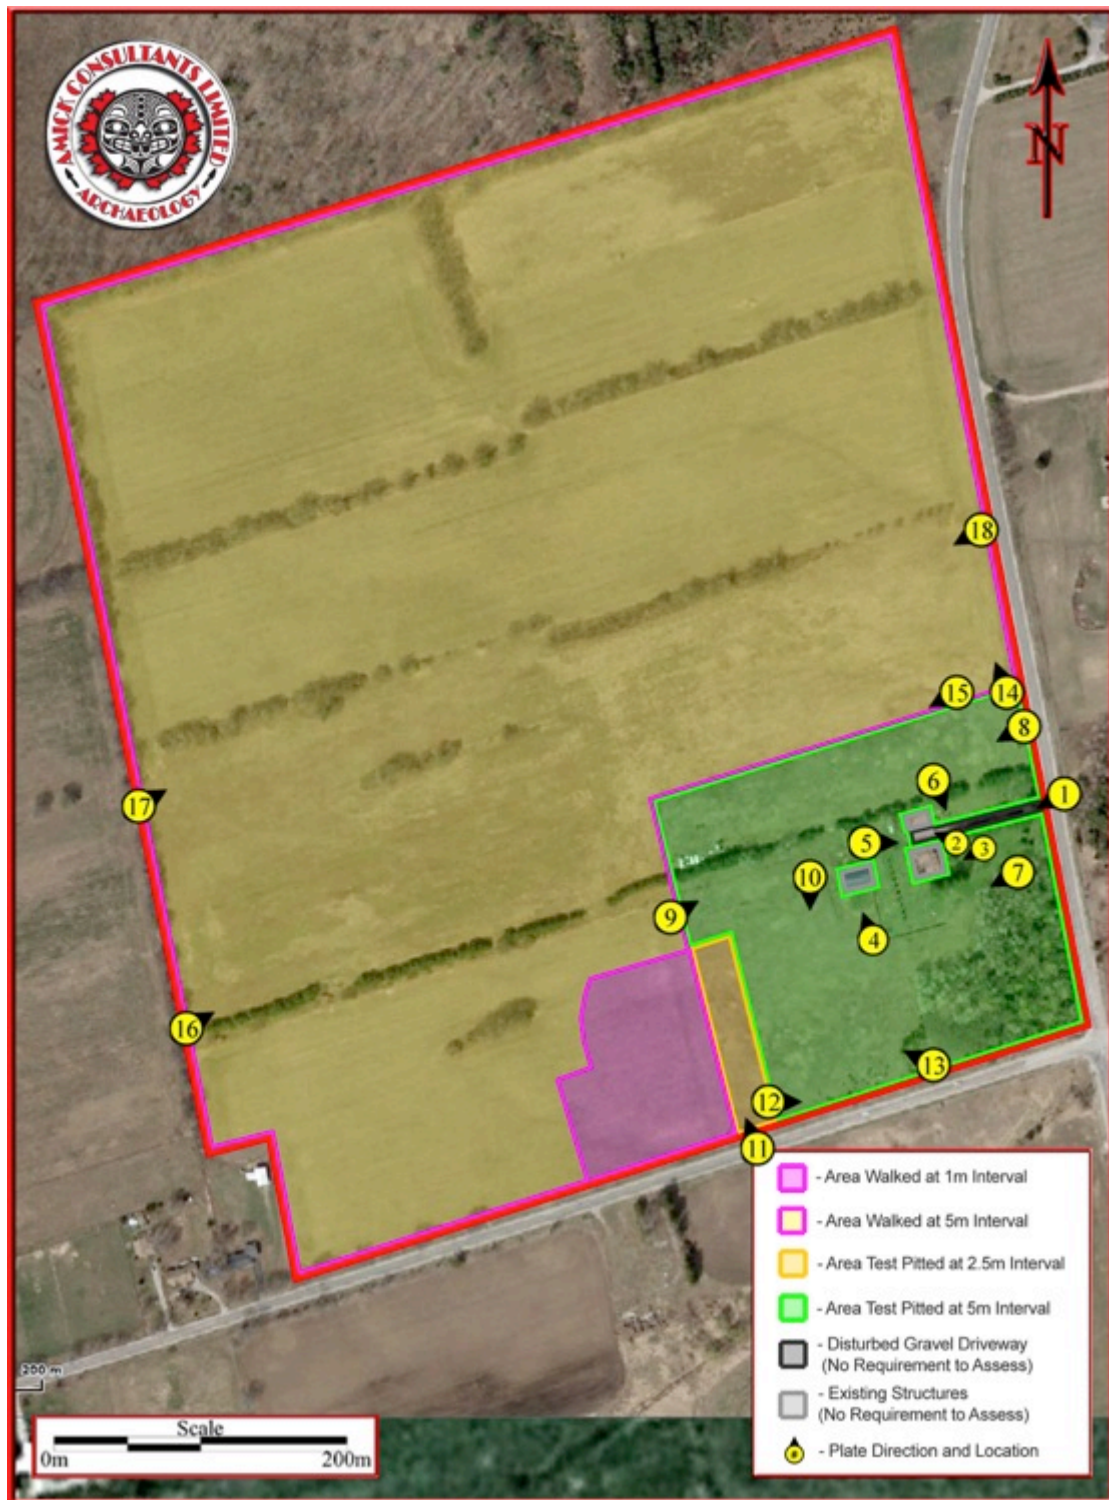 AMICK CONSULTANTS LIMITED
ARCHAEOLOGY
N
18
15
14
8
6
1
17
5
2
3
10
7
9
4
16
13
12
11
- Area Walked at 1m Interval
- Area Walked at 5m Interval
- Area Test Pitted at 2.5m Interval
- Area Test Pitted at 5m Interval
- Disturbed Gravel Driveway
(No Requirement to Assess)
- Existing Structures
(No Requirement to Assess)
# - Plate Direction and Location
200 m
Scale
0m 200m